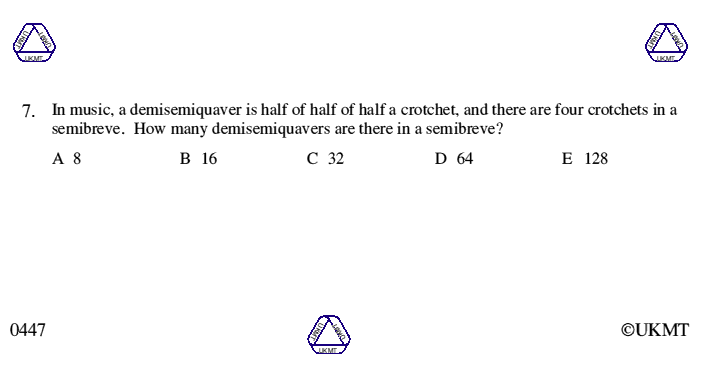 UKMT UKMT UKMT
UKMT UKMT UKMT
7. In music, a demisemiquaver is half of half of half a crotchet, and there are four crotchets in a
semibreve. How many demisemiquavers are there in a semibreve?
A 8 B 16 C 32 D 64 E 128
0447
UKMT UKMT UKMT
©UKMT